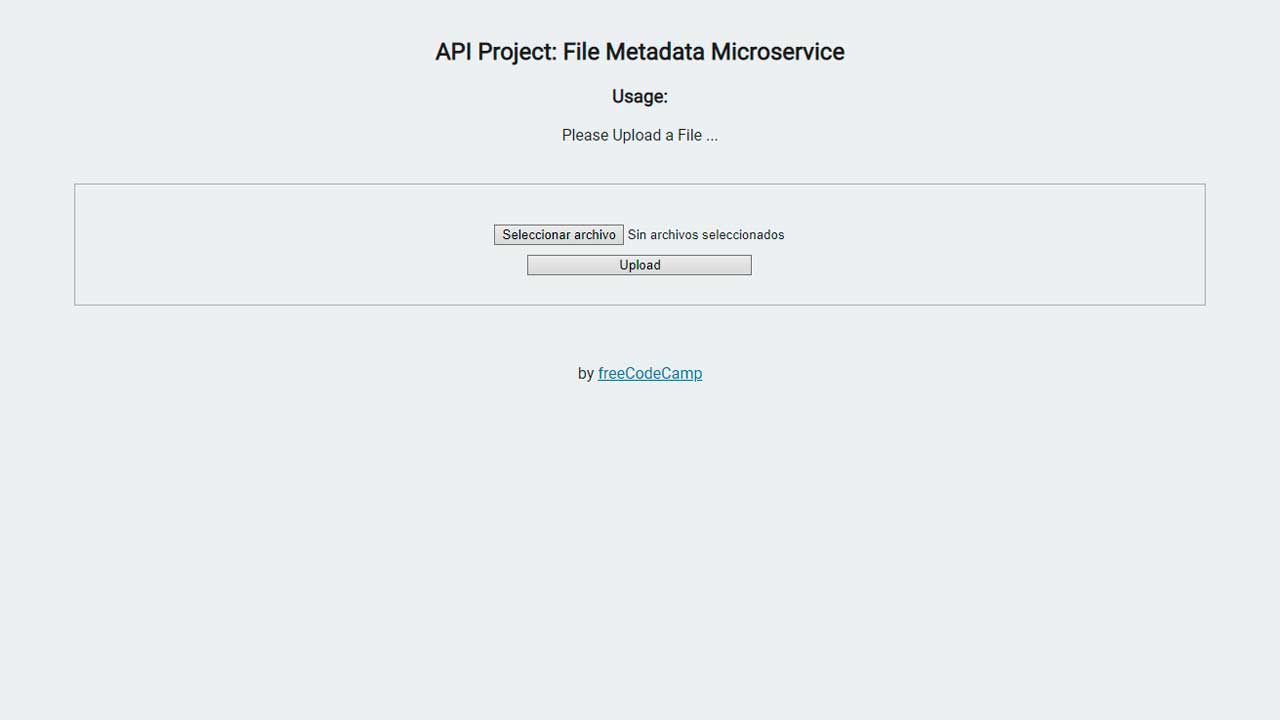 API Project: File Metadata Microservice
Usage:
Please Upload a File ...
Seleccionar archivo Sin archivos seleccionados
Upload
by freeCodeCamp